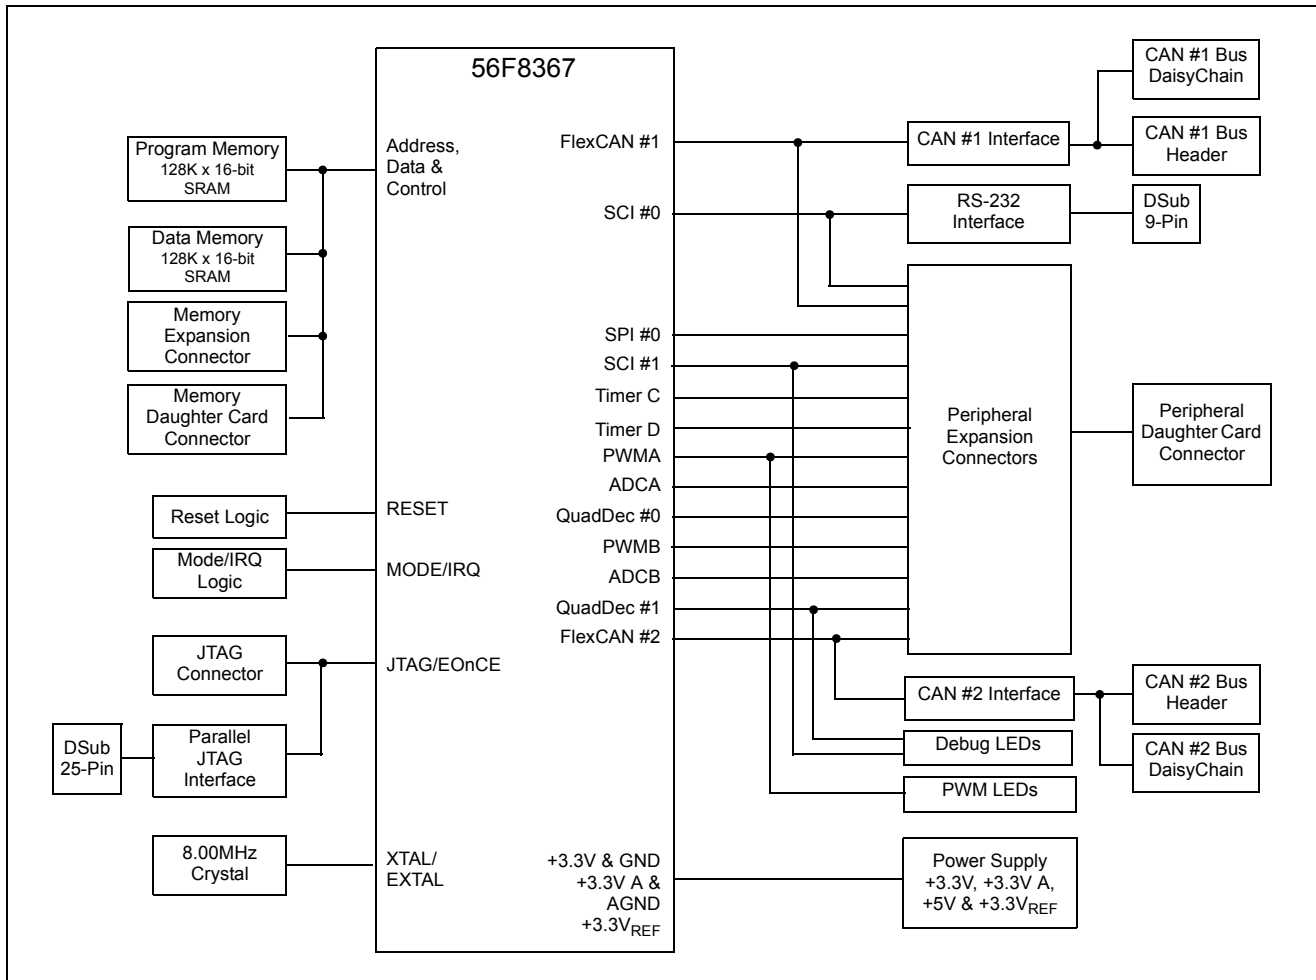 56F8367
Program Memory
128K x 16-bit
SRAM
Data Memory
128K x 16-bit
SRAM
Memory
Expansion
Connector
Memory
Daughter Card
Connector
Reset Logic
Mode/IRQ
Logic
JTAG
Connector
DSub
25-Pin
Parallel
JTAG
Interface
8.00MHz
Crystal
Address,
Data &
Control
RESET
MODE/IRQ
JTAG/EOnCE
XTAL/
EXTAL
FlexCAN #1
SCI #0
SPI #0
SCI #1
Timer C
Timer D
PWMA
ADCA
QuadDec #0
PWMB
ADCB
QuadDec #1
FlexCAN #2
+3.3V & GND
+3.3V A &
AGND
+3.3VREF
CAN #1 Interface
RS-232
Interface
Peripheral
Expansion
Connectors
CAN #2 Interface
Debug LEDs
PWM LEDs
Power Supply
+3.3V, +3.3V A,
+5V & +3.3VREF
CAN #1 Bus
DaisyChain
CAN #1 Bus
Header
DSub
9-Pin
Peripheral
Daughter Card
Connector
CAN #2 Bus
Header
CAN #2 Bus
DaisyChain